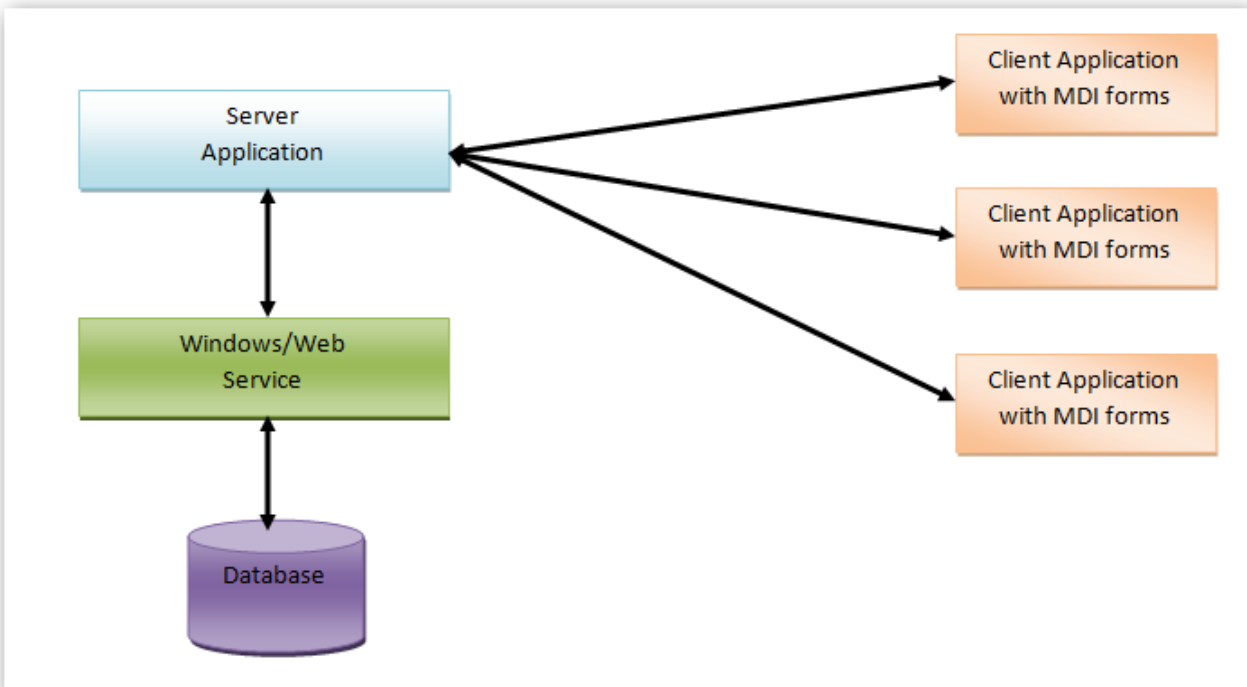 Server
Application
Windows/Web
Service
Database
Client Application
with MDI forms
Client Application
with MDI forms
Client Application
with MDI forms